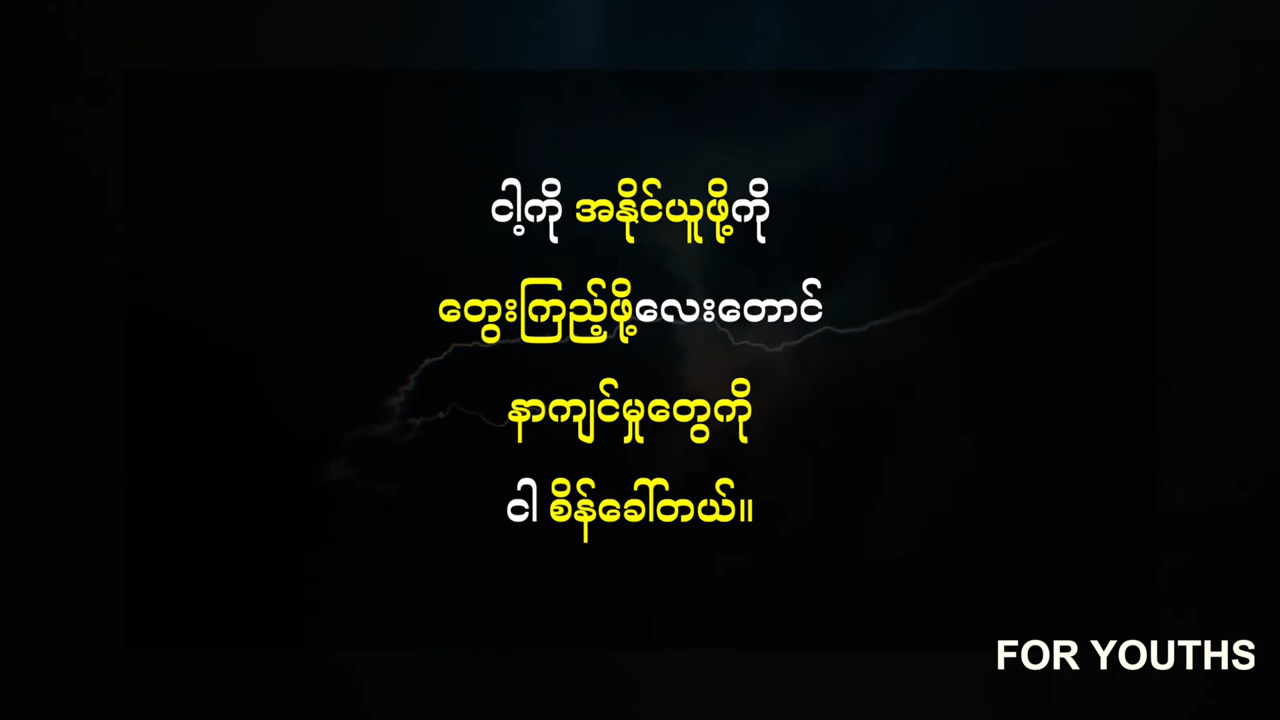 ငါ့ကို အနိုင်ယူဖို့ကို
တွေးကြည့်ဖို့လေးတောင်
နာကျင်မှုတွေကို
ငါ စိန်ခေါ်တယ်။
FOR YOUTHS